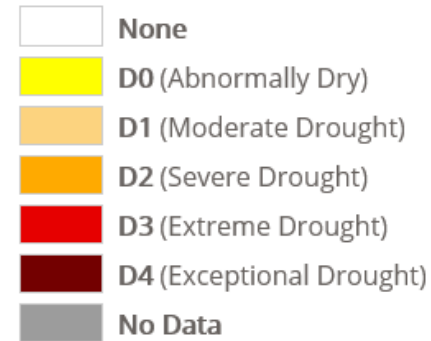 None
D0 (Abnormally Dry)
D1 (Moderate Drought)
D2 (Severe Drought)
D3 (Extreme Drought)
D4 (Exceptional Drought)
No Data